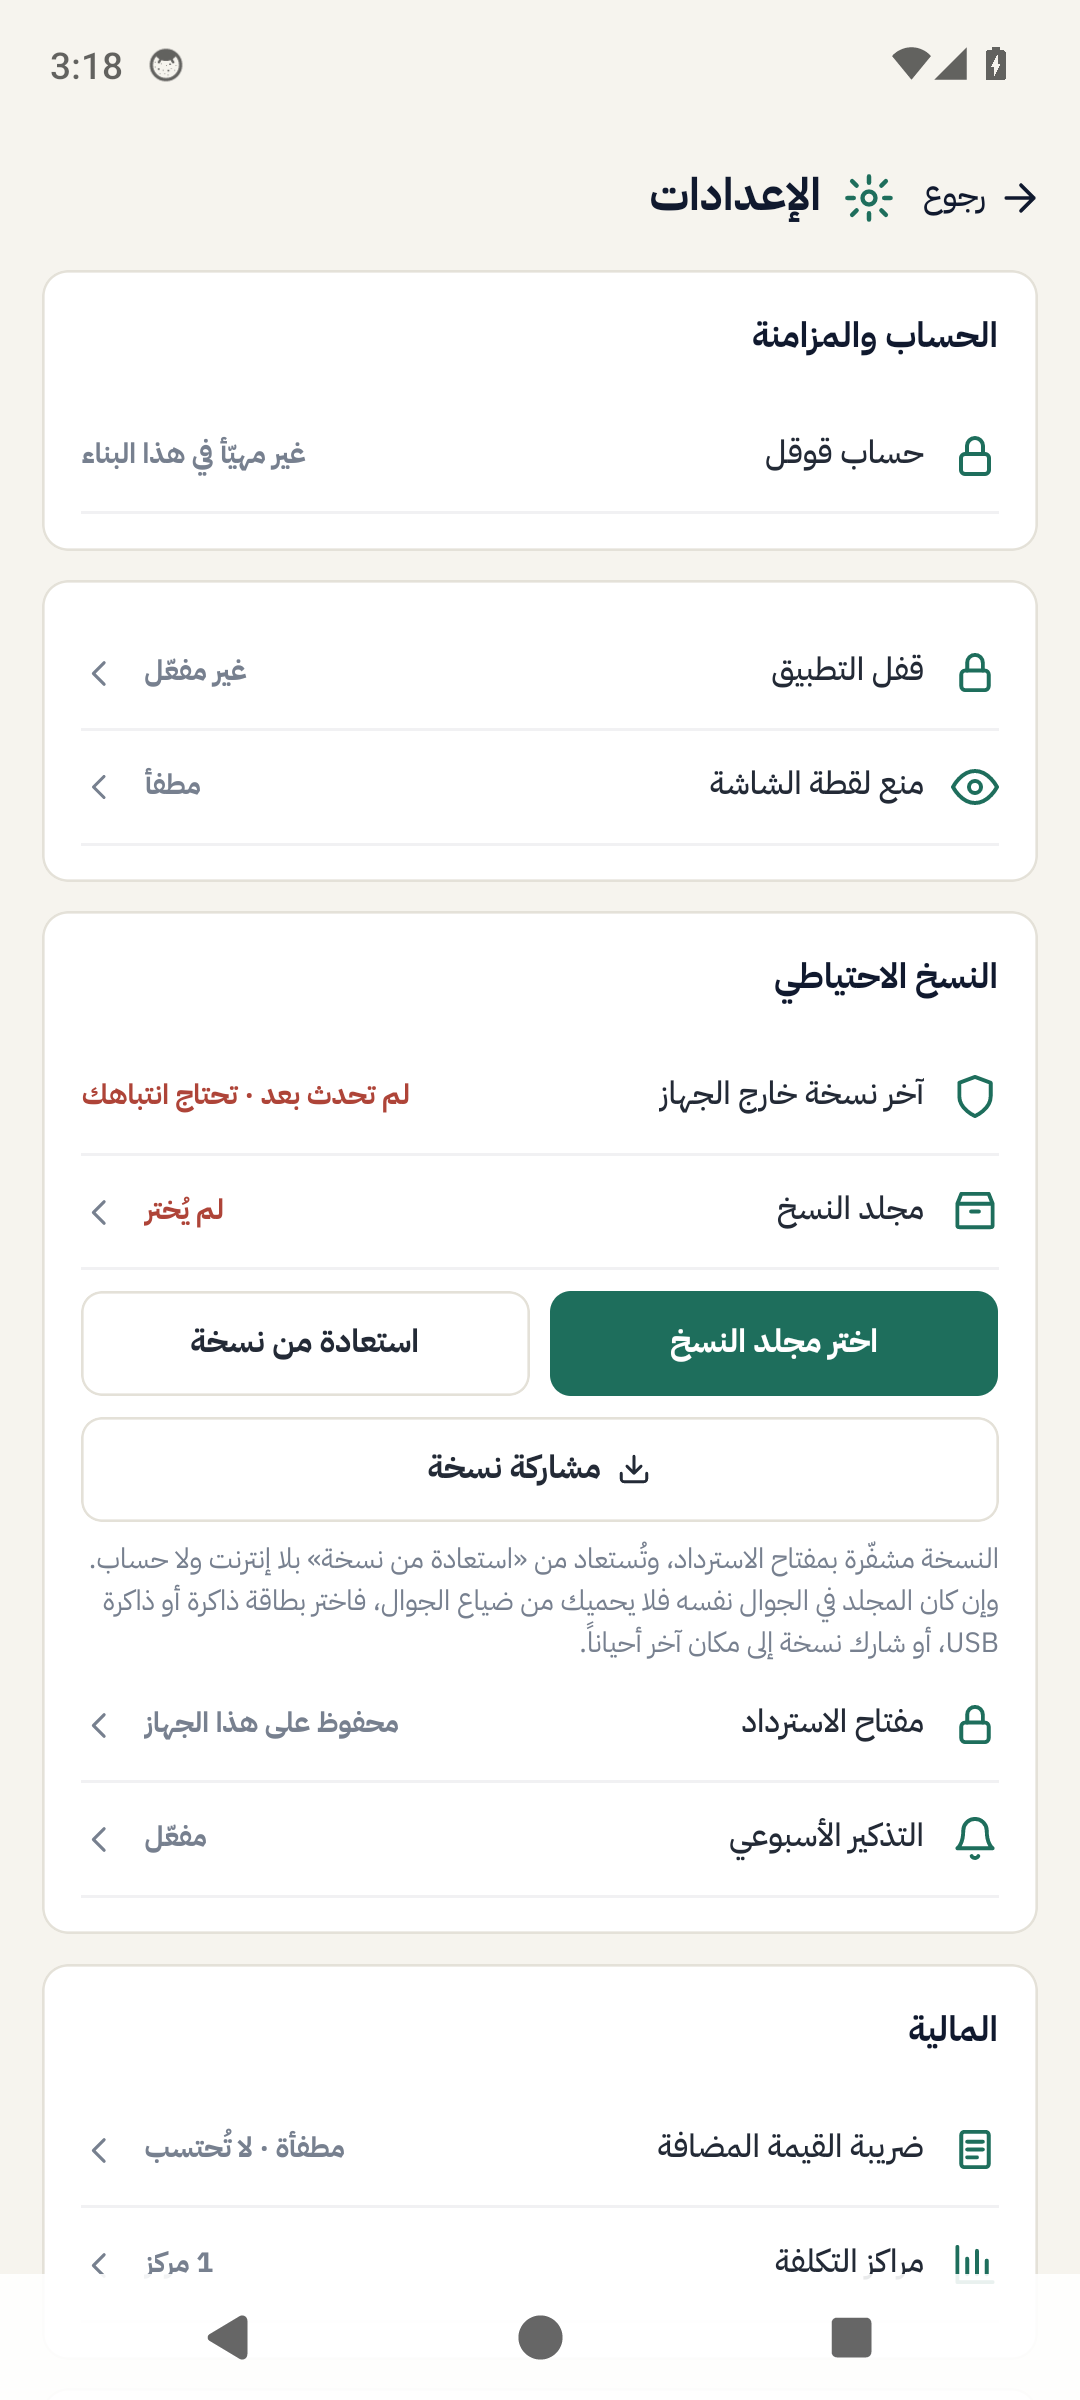 3:18
رجوع
الإعدادات
الحساب والمزامنة
حساب قوقل
غير مهيّأ في هذا البناء
قفل التطبيق
غير مفعّل
منع لقطة الشاشة
مطفأ
النسخ الاحتياطي
آخر نسخة خارج الجهاز
لم تحدث بعد · تحتاج انتباهك
مجلد النسخ
لم يُختر
اختر مجلد النسخ
استعادة من نسخة
مشاركة نسخة
النسخة مشفّرة بمفتاح الاسترداد، وتُستعاد من «استعادة من نسخة» بلا إنترنت ولا حساب.
وإن كان المجلد في الجوال نفسه فلا يحميك من ضياع الجوال، فاختر بطاقة ذاكرة أو ذاكرة
USB، أو شارك نسخة إلى مكان آخر أحياناً.
مفتاح الاسترداد
محفوظ على هذا الجهاز
التذكير الأسبوعي
مفعّل
المالية
ضريبة القيمة المضافة
مطفأة · لا تُحتسب
مراكز التكلفة
1 مركز